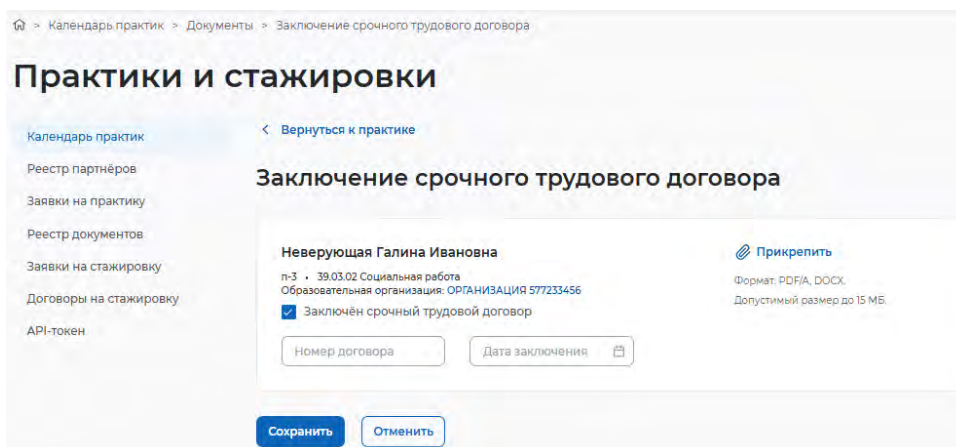 > Календарь практик > Документы > Заключение срочного трудового договора
Практики и стажировки
Календарь практик
Реестр партнёров
Заявки на практику
Реестр документов
Заявки на стажировку
Договоры на стажировку
API-токен
< Вернуться к практике
Заключение срочного трудового договора
Неверующая Галина Ивановна
п-3 • 39.03.02 Социальная работа
Образовательная организация: ОРГАНИЗАЦИЯ 577233456
Заключён срочный трудовой договор
Номер договора
Дата заключения
Прикрепить
Формат: PDF/A, DOCX.
Допустимый размер до 15 МБ.
Сохранить
Отменить